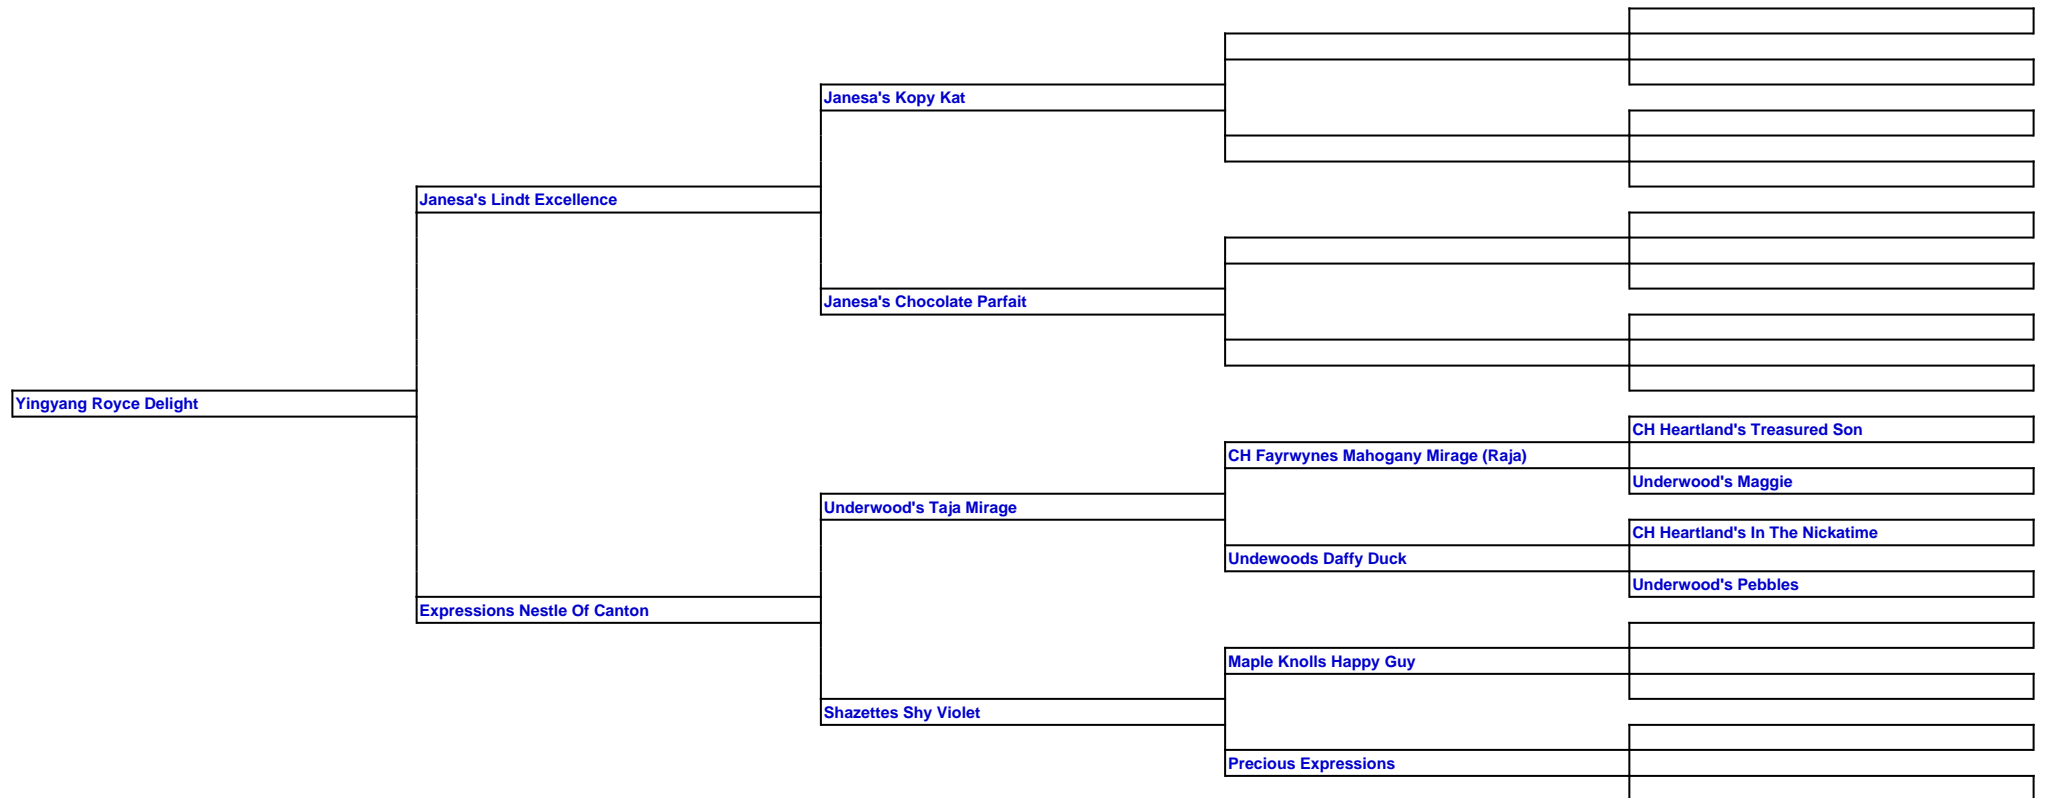 Janesa's Kopy Kat
Janesa's Lindt Excellence
Janesa's Chocolate Parfait
Yingyang Royce Delight
CH Heartland's Treasured Son
CH Fayrwynes Mahogany Mirage (Raja)
Underwood's Maggie
Underwood's Taja Mirage
CH Heartland's In The Nickatime
Undewoods Daffy Duck
Underwood's Pebbles
Expressions Nestle Of Canton
Maple Knolls Happy Guy
Shazettes Shy Violet
Precious Expressions